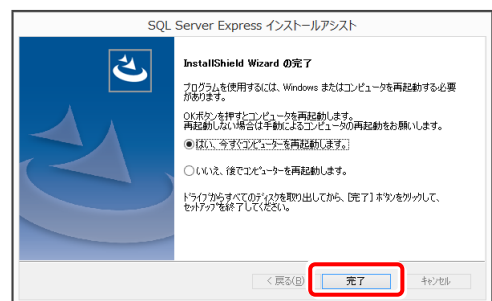 SQL Server Express インストールアシスト
InstallShield Wizard の完了
プログラムを使用するには、Windows またはコンピュータを再起動する必要
があります。
OKボタンを押すとコンピュータを再起動します。
再起動しない場合は手動によるコンピュータの再起動をお願いします。
はい、今すぐコンピューターを再起動します。
いいえ、後でコンピューターを再起動します。
ドライブからすべてのディスクを取り出してから、[完了] ボタンをクリックして、
セットアップを終了してください。
< 戻る(B)
完了
キャンセル